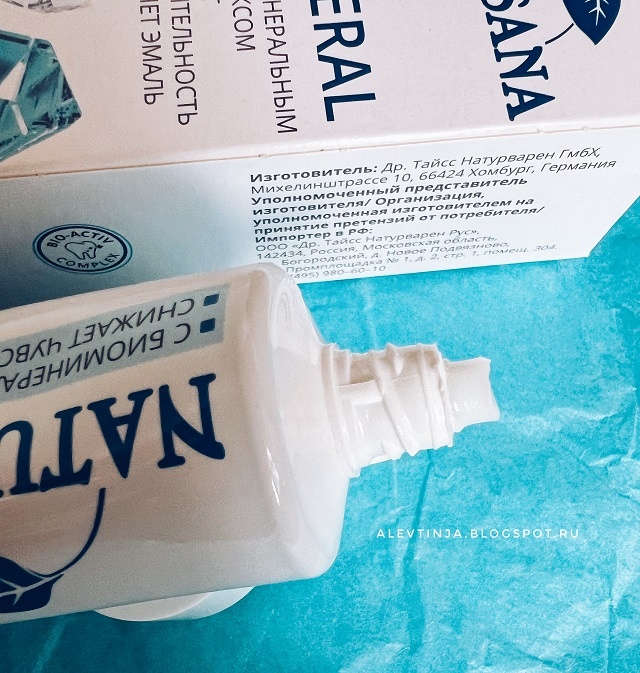 SANA
ERAL
НЕРАЛЬНЫМ
КСОМ
ИТЕЛЬНОСТЬ
ЕТ ЭМАЛЬ
Изготовитель: Др. Тайсс Натурварен ГмбХ,
Михелинштрассе 10, 66424 Хомбург, Германия
Уполномоченный представитель
изготовителя/ Организация,
уполномоченная изготовителем на
принятие претензий от потребителя/
Импортер в РФ:
ООО «Др. Тайсс Натурварен Рус»,
142434, Россия, Московская область,
Богородский, д. Новое Подвязново,
Промплощадка № 1, д. 2, стр. 1, помещ. 304,
(495) 980-60-10
BIO-ACTIV
COMPLEX
NATU
С БИОМИНЕРА
СНИЖАЕТ ЧУВС
ALEVTINJA.BLOGSPOT.RU